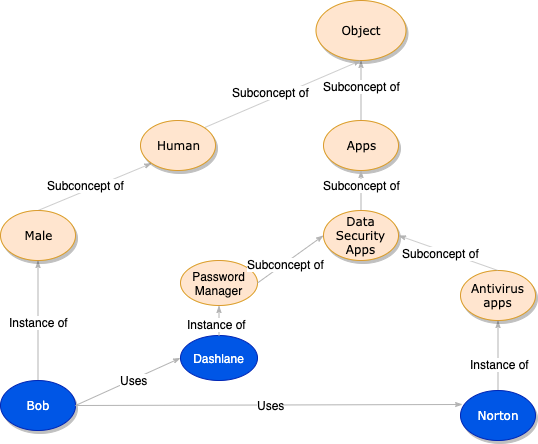 Object
Subconcept of
Subconcept of
Human
Apps
Subconcept of
Subconcept of
Male
Data
Security
Apps
Subconcept of
Subconcept of
Password
Manager
Antivirus
apps
Instance of
Instance of
Dashlane
Instance of
Uses
Bob
Uses
Norton